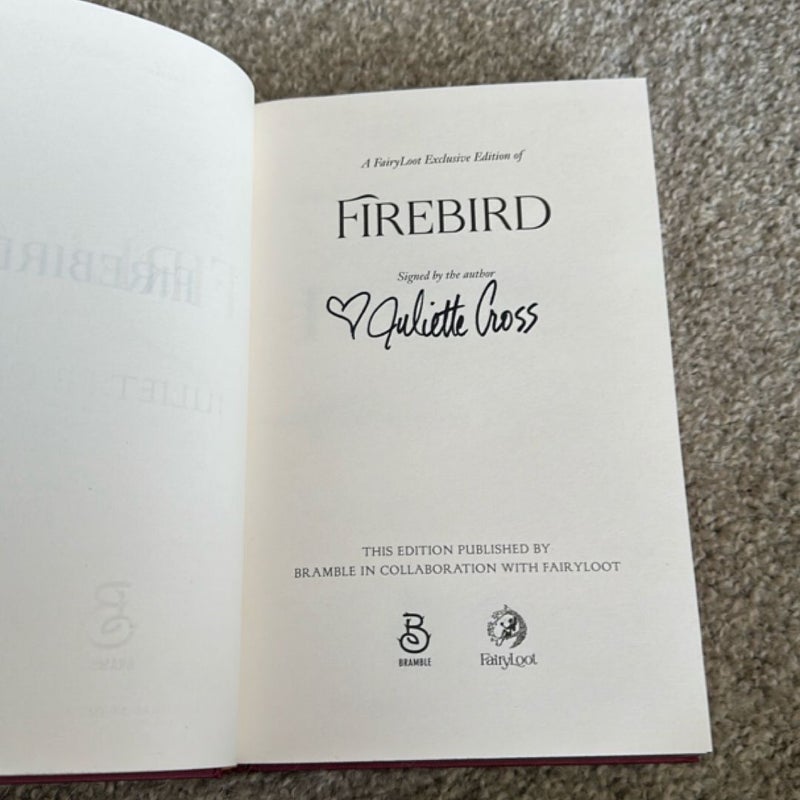 A FairyLoot Exclusive Edition of
FIREBIRD
Signed by the author
Juliette Cross
THIS EDITION PUBLISHED BY
BRAMBLE IN COLLABORATION WITH FAIRYLOOT
B
BRAMBLE
FairyLoot